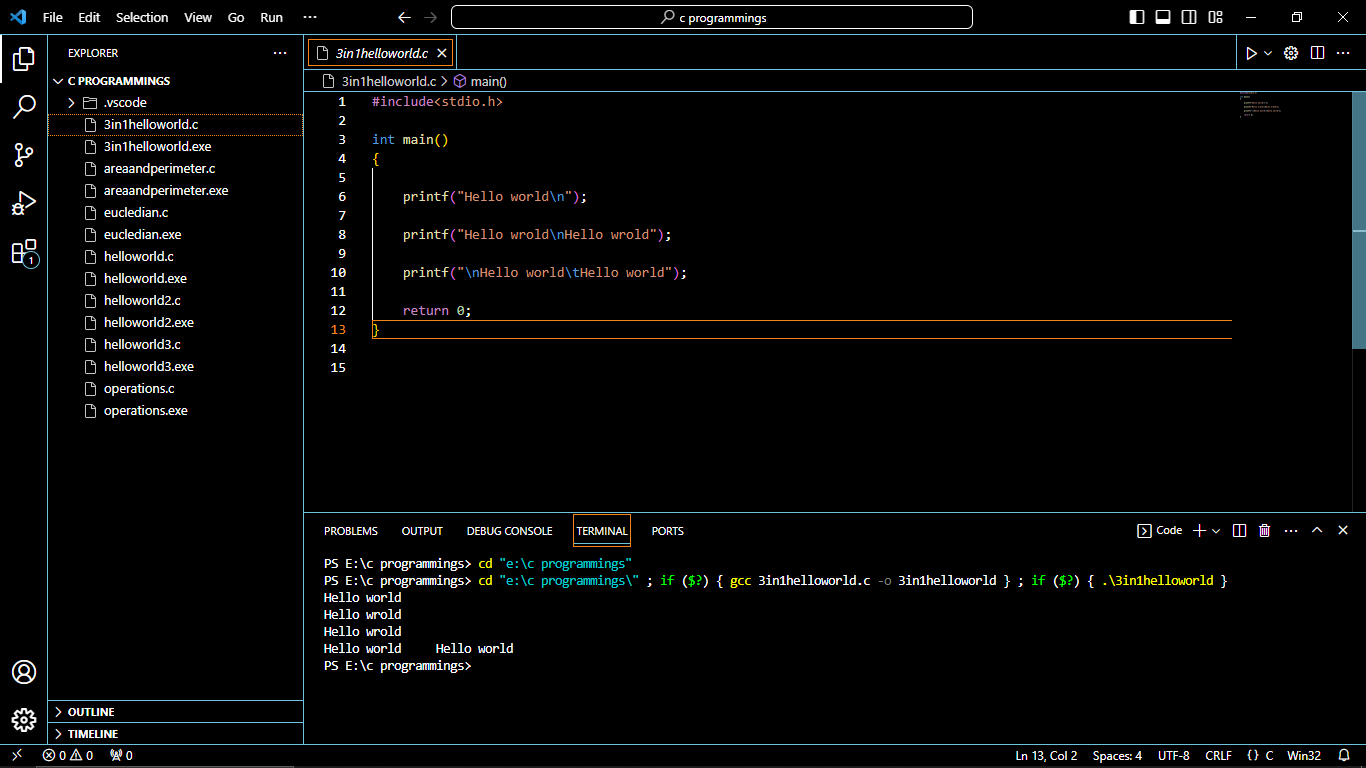 File Edit Selection View Go Run ··· c programmings
EXPLORER ···
C PROGRAMMINGS
.vscode
3in1helloworld.c
3in1helloworld.exe
areaandperimeter.c
areaandperimeter.exe
eucledian.c
eucledian.exe
helloworld.c
helloworld.exe
helloworld2.c
helloworld2.exe
helloworld3.c
helloworld3.exe
operations.c
operations.exe
1
OUTLINE
TIMELINE
3in1helloworld.c
3in1helloworld.c > main()
1 #include<stdio.h>
2
3 int main()
4 {
5
6 printf("Hello world\n");
7
8 printf("Hello wrold\nHello wrold");
9
10 printf("\nHello world\tHello world");
11
12 return 0;
13 }
14
15
PROBLEMS OUTPUT DEBUG CONSOLE TERMINAL PORTS Code
PS E:\c programmings> cd "e:\c programmings"
PS E:\c programmings> cd "e:\c programmings\" ; if ($?) { gcc 3in1helloworld.c -o 3in1helloworld } ; if ($?) { .\3in1helloworld }
Hello world
Hello wrold
Hello wrold
Hello world Hello world
PS E:\c programmings>
0 0 0 Ln 13, Col 2 Spaces: 4 UTF-8 CRLF {} C Win32